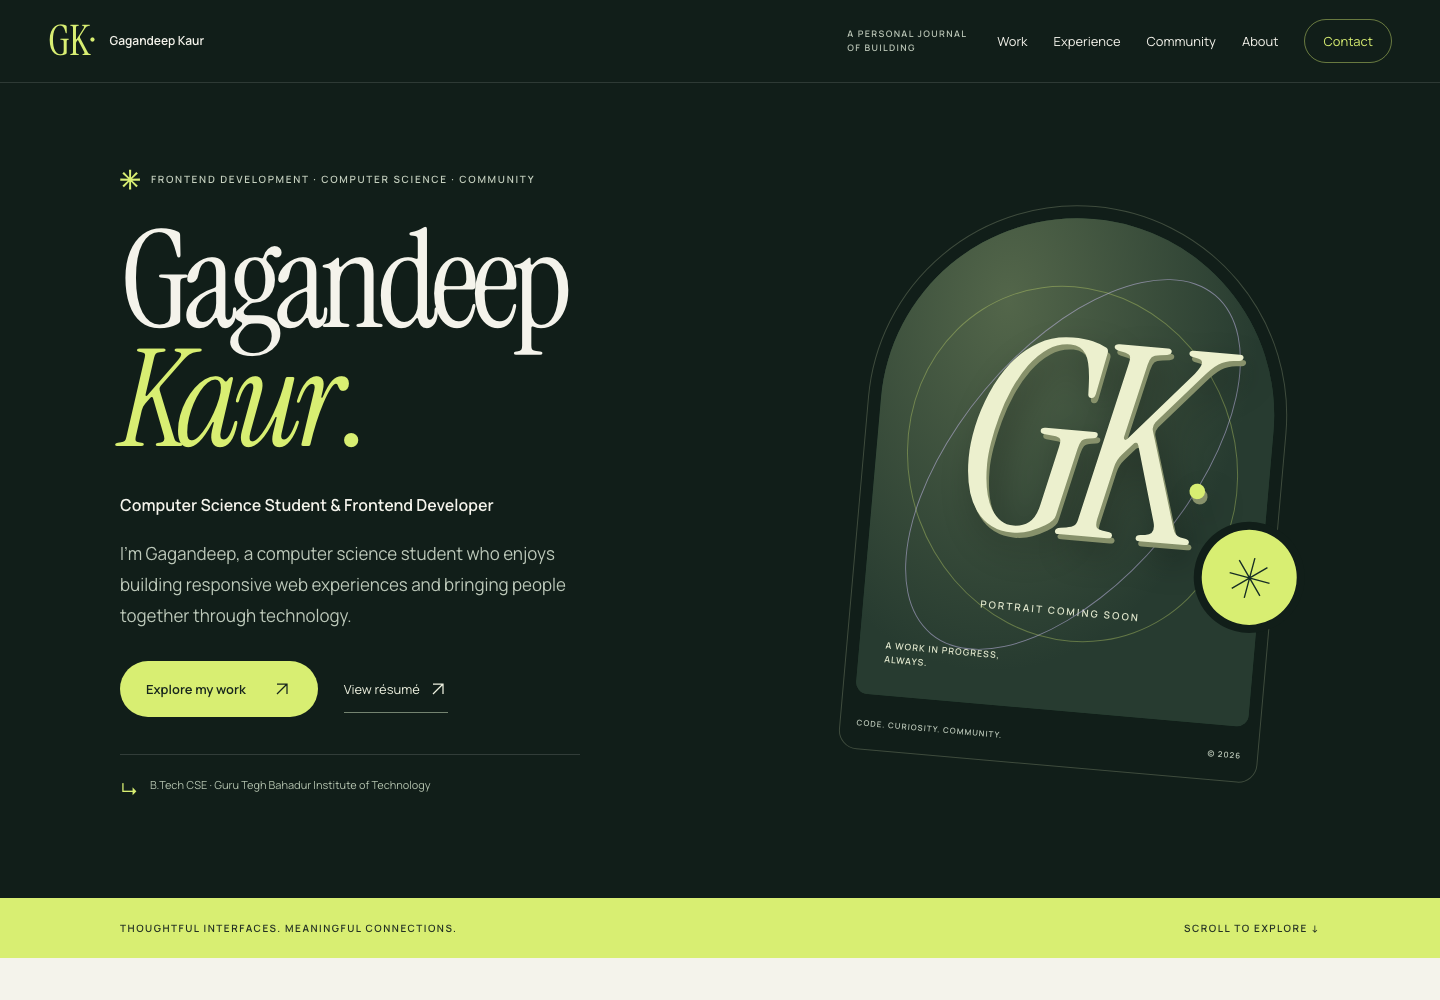 GK· Gagandeep Kaur
A PERSONAL JOURNAL
OF BUILDING
Work Experience Community About Contact
FRONTEND DEVELOPMENT · COMPUTER SCIENCE · COMMUNITY
Gagandeep
Kaur.
Computer Science Student & Frontend Developer
I'm Gagandeep, a computer science student who enjoys
building responsive web experiences and bringing people
together through technology.
Explore my work
View résumé
B.Tech CSE · Guru Tegh Bahadur Institute of Technology
GK.
PORTRAIT COMING SOON
A WORK IN PROGRESS,
ALWAYS.
CODE. CURIOSITY. COMMUNITY.
© 2026
THOUGHTFUL INTERFACES. MEANINGFUL CONNECTIONS.
SCROLL TO EXPLORE ↓